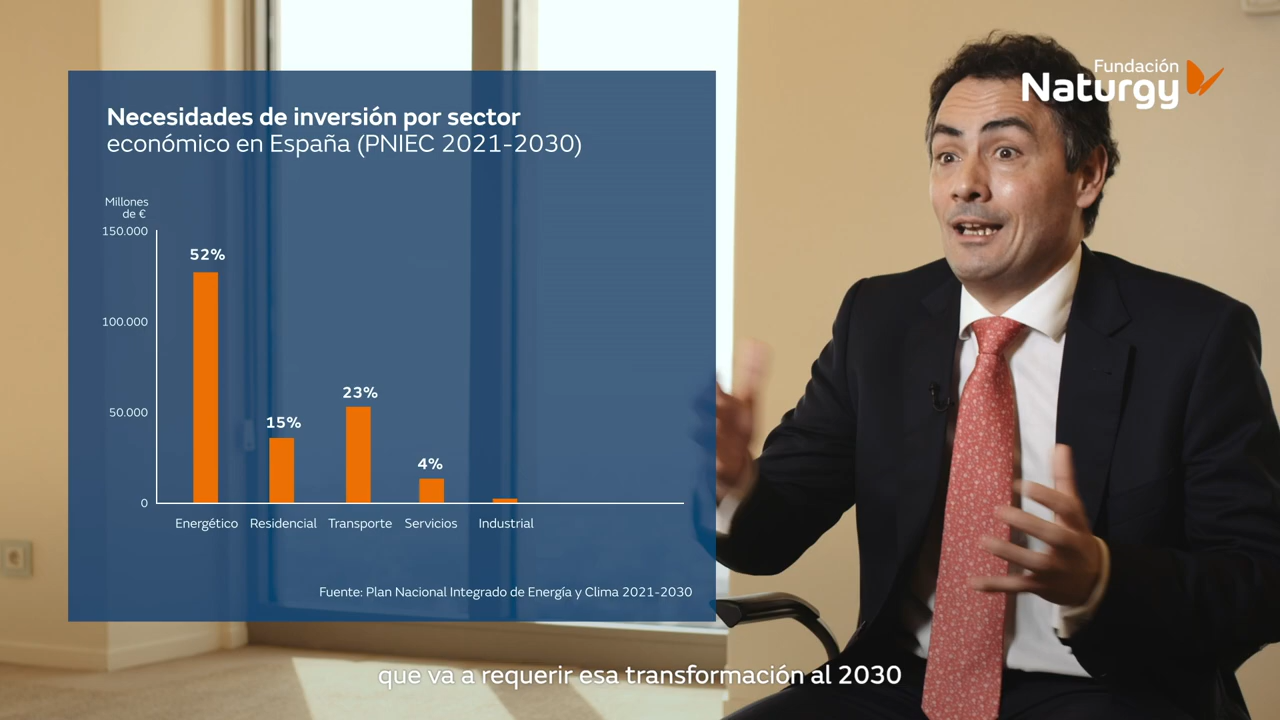 Fundación
Naturgy
Necesidades de inversión por sector
económico en España (PNIEC 2021-2030)
Millones
de €
150.000
100.000
50.000
0
52%
15%
23%
4%
Energético
Residencial
Transporte
Servicios
Industrial
Fuente: Plan Nacional Integrado de Energía y Clima 2021-2030
que va a requerir esa transformación al 2030